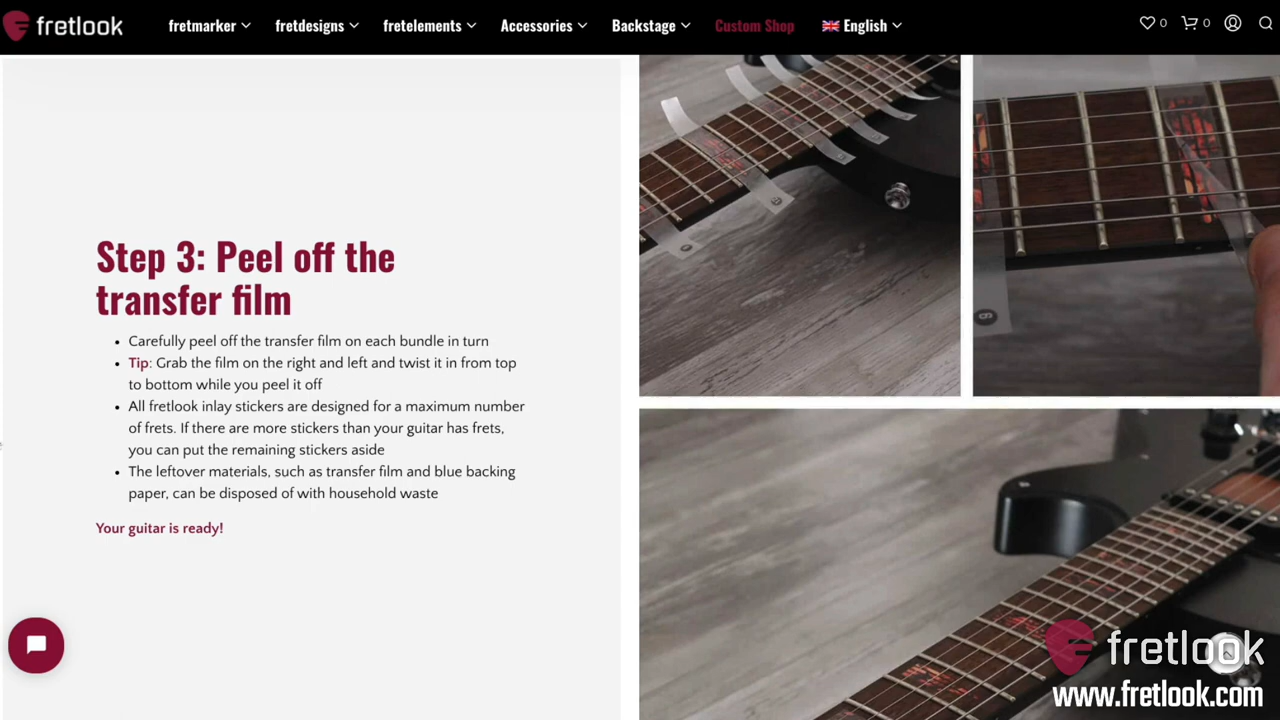 fretlook
fretmarker
fretdesigns
fretelements
Accessories
Backstage
Custom Shop
English
0
0
Step 3: Peel off the
transfer film
Carefully peel off the transfer film on each bundle in turn
Tip: Grab the film on the right and left and twist it in from top
to bottom while you peel it off
All fretlook inlay stickers are designed for a maximum number
of frets. If there are more stickers than your guitar has frets,
you can put the remaining stickers aside
The leftover materials, such as transfer film and blue backing
paper, can be disposed of with household waste
Your guitar is ready!
fretlook
www.fretlook.com